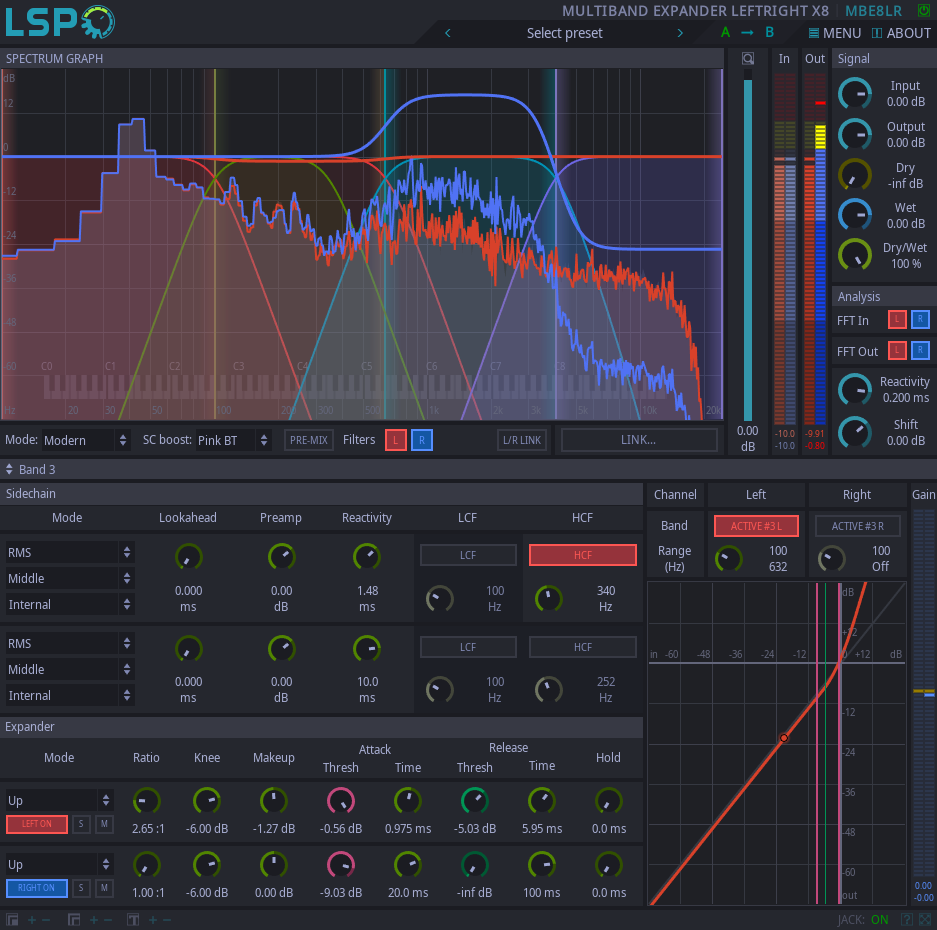 LSP
MULTIBAND EXPANDER LEFTRIGHT X8 MBE8LR
Select preset
A → B
MENU ABOUT
SPECTRUM GRAPH
In Out
Signal
dB
12
0
-12
-24
-36
-48
-60
C0 C1 C2 C3 C4 C5 C6 C7 C8
Hz 20 30 100 200 300 500 1k 2k 3k 5k 10k 20k
0.00
dB
-10.0 -9.91
-10.0 -0.80
Input
0.00 dB
Output
0.00 dB
Dry
-inf dB
Wet
0.00 dB
Dry/Wet
100 %
Analysis
FFT In L R
FFT Out L R
Reactivity
0.200 ms
Shift
0.00 dB
Mode: Modern SC boost: Pink BT PRE-MIX Filters L R L/R LINK LINK...
Band 3
Sidechain
Mode Lookahead Preamp Reactivity LCF HCF
RMS
Middle
Internal
0.000
ms
0.00
dB
1.48
ms
LCF
100
Hz
HCF
340
Hz
RMS
Middle
Internal
0.000
ms
0.00
dB
10.0
ms
LCF
100
Hz
HCF
252
Hz
Expander
Mode Ratio Knee Makeup Attack Release Hold
Thresh Time Thresh Time
Up
LEFT ON S M
2.65 :1 -6.00 dB -1.27 dB -0.56 dB 0.975 ms -5.03 dB 5.95 ms 0.0 ms
Up
RIGHT ON S M
1.00 :1 -6.00 dB 0.00 dB -9.03 dB 20.0 ms -inf dB 100 ms 0.0 ms
Channel Left Right Gain
Band ACTIVE #3 L ACTIVE #3 R
Range
(Hz)
100
632
100
Off
dB
+12
in -60 -48 -36 -24 -12 0 +12 dB
-12
-24
-36
-48
-60
out
0.00
-0.00
JACK: ON ?